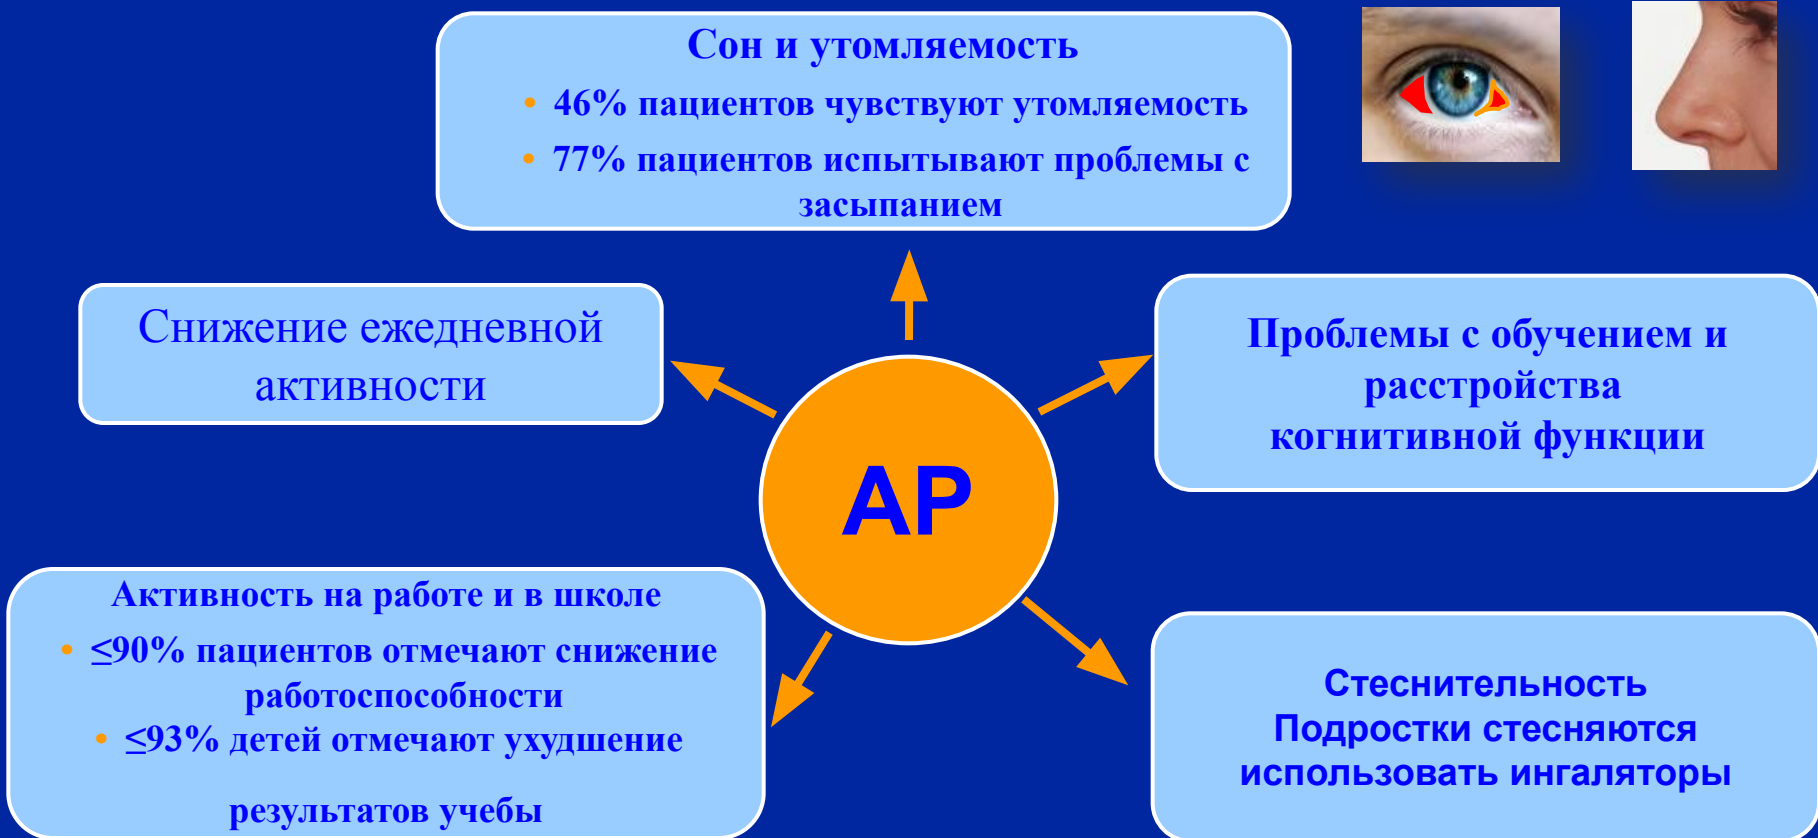 Сон и утомляемость
• 46% пациентов чувствуют утомляемость
• 77% пациентов испытывают проблемы с
засыпанием
Снижение ежедневной
активности
Проблемы с обучением и
расстройства
когнитивной функции
АР
Активность на работе и в школе
• ≤90% пациентов отмечают снижение
работоспособности
• ≤93% детей отмечают ухудшение
результатов учебы
Стеснительность
Подростки стесняются
использовать ингаляторы